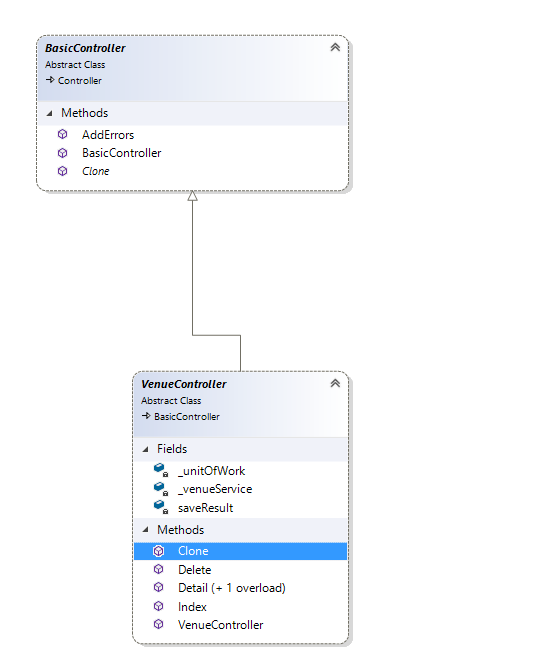 BasicController
Abstract Class
Controller
Methods
AddErrors
BasicController
Clone
VenueController
Abstract Class
BasicController
Fields
_unitOfWork
_venueService
saveResult
Methods
Clone
Delete
Detail (+ 1 overload)
Index
VenueController